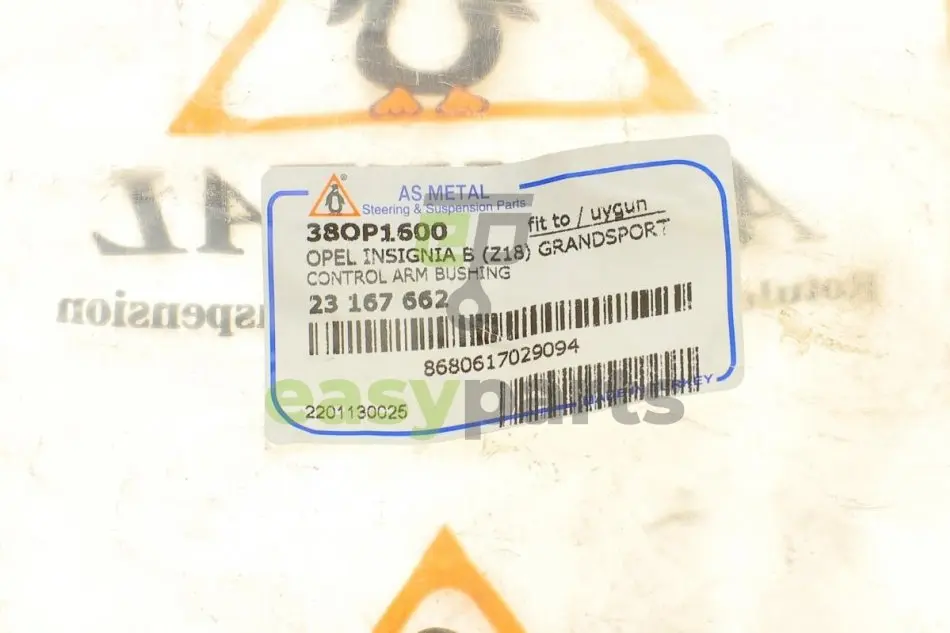 AS METAL
Steering & Suspension Parts
38OP1600
fit to / uygun
OPEL INSIGNIA B (Z18) GRANDSPORT
CONTROL ARM BUSHING
23 167 662
8680617029094
MADE IN TURKEY
2201130025
easyparts